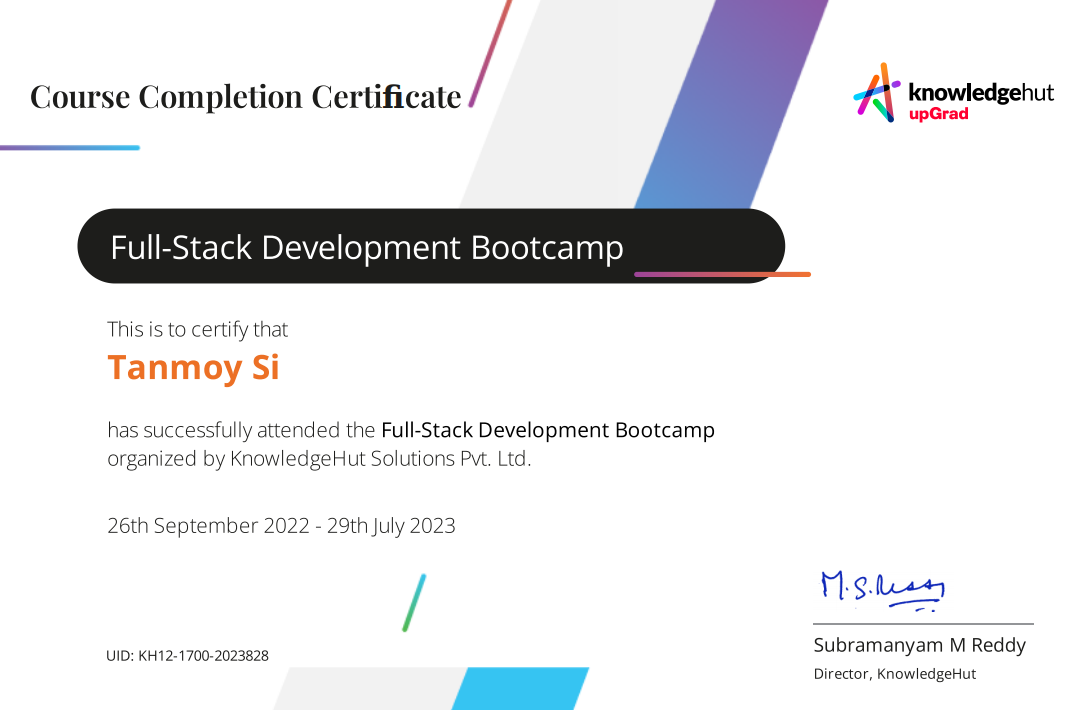 Course Completion Certificate
knowledgehut
upGrad
Full-Stack Development Bootcamp
This is to certify that
Tanmoy Si
has successfully attended the Full-Stack Development Bootcamp
organized by KnowledgeHut Solutions Pvt. Ltd.
26th September 2022 - 29th July 2023
M.S.Reddy
Subramanyam M Reddy
Director, KnowledgeHut
UID: KH12-1700-2023828